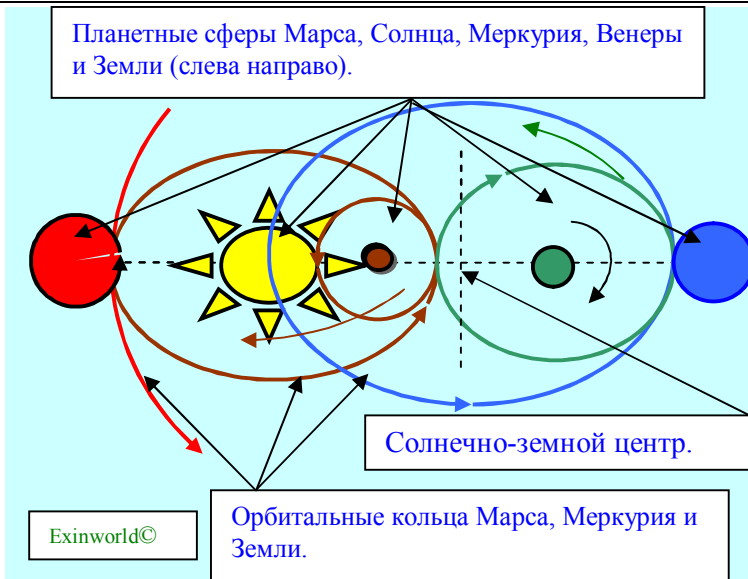 Планетные сферы Марса, Солнца, Меркурия, Венеры
и Земли (слева направо).
Солнечно-земной центр.
Орбитальные кольца Марса, Меркурия и
Земли.
Exinworld©